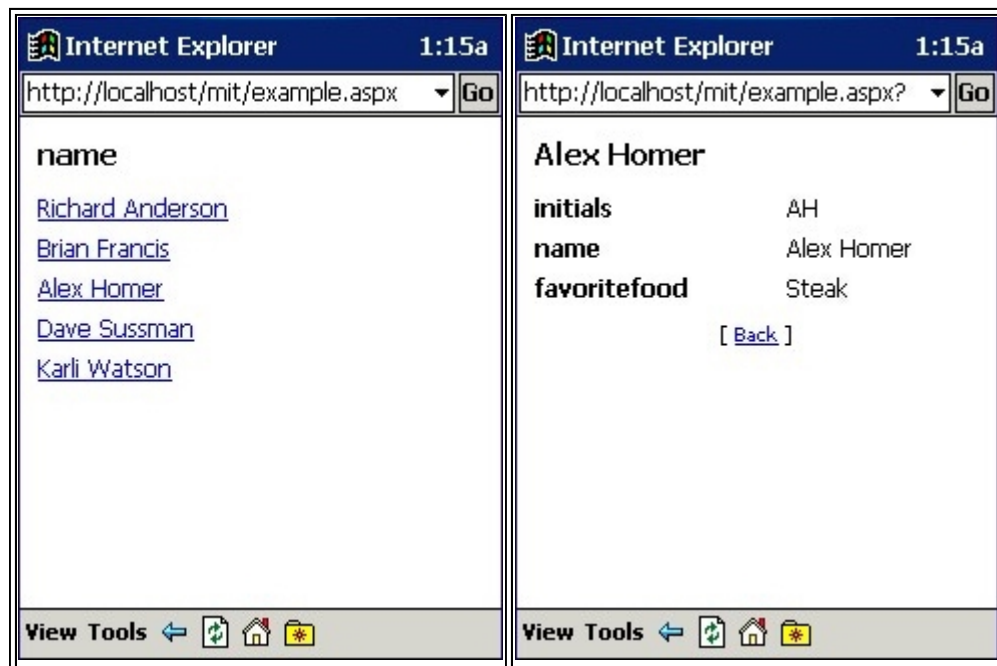 Internet Explorer 1:15a
http://localhost/mit/example.aspx Go
name
Richard Anderson
Brian Francis
Alex Homer
Dave Sussman
Karli Watson
View Tools
Internet Explorer 1:15a
http://localhost/mit/example.aspx? Go
Alex Homer
initials AH
name Alex Homer
favoritefood Steak
[ Back ]
View Tools